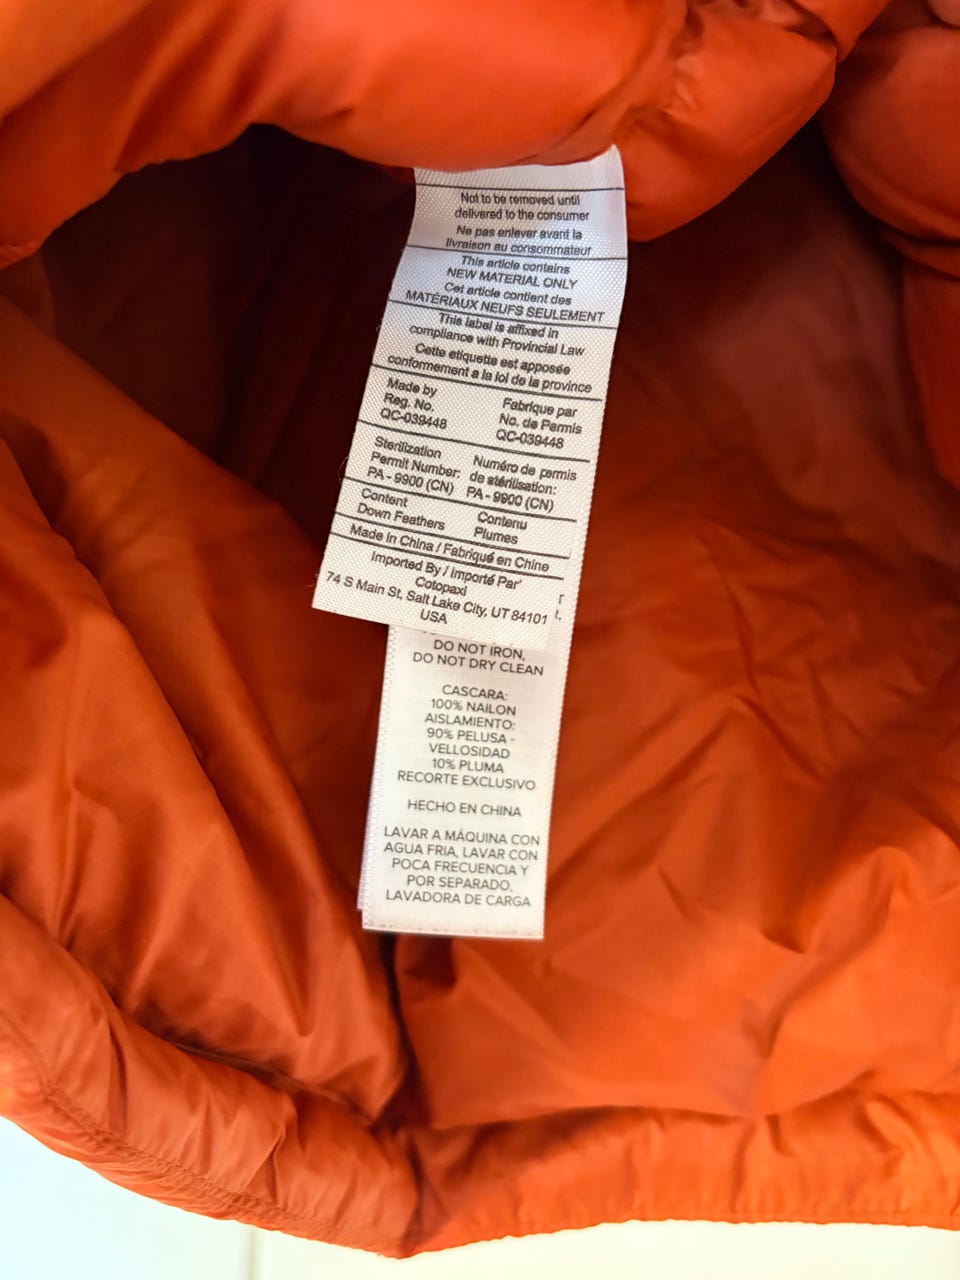 Not to be removed until
delivered to the consumer
Ne pas enlever avant la
livraison au consommateur
This article contains
NEW MATERIAL ONLY
Cet article contient des
MATÉRIAUX NEUFS SEULEMENT
This label is affixed in
compliance with Provincial Law
Cette etiquette est apposée
conformement a la loi de la province
Made by
Reg. No.
QC-039448
Fabrique par
No. de Permis
QC-039448
Sterilization
Permit Number:
PA - 9900 (CN)
Numéro de permis
de stérilisation:
PA - 9900 (CN)
Content
Down Feathers
Contenu
Plumes
Made in China / Fabriqué en Chine
Imported By / Importé Par'
Cotopaxi
74 S Main St, Salt Lake City, UT 84101
USA
DO NOT IRON,
DO NOT DRY CLEAN
CASCARA:
100% NAILON
AISLAMIENTO:
90% PELUSA -
VELLOSIDAD
10% PLUMA
RECORTE EXCLUSIVO
HECHO EN CHINA
LAVAR A MÁQUINA CON
AGUA FRIA, LAVAR CON
POCA FRECUENCIA Y
POR SEPARADO,
LAVADORA DE CARGA